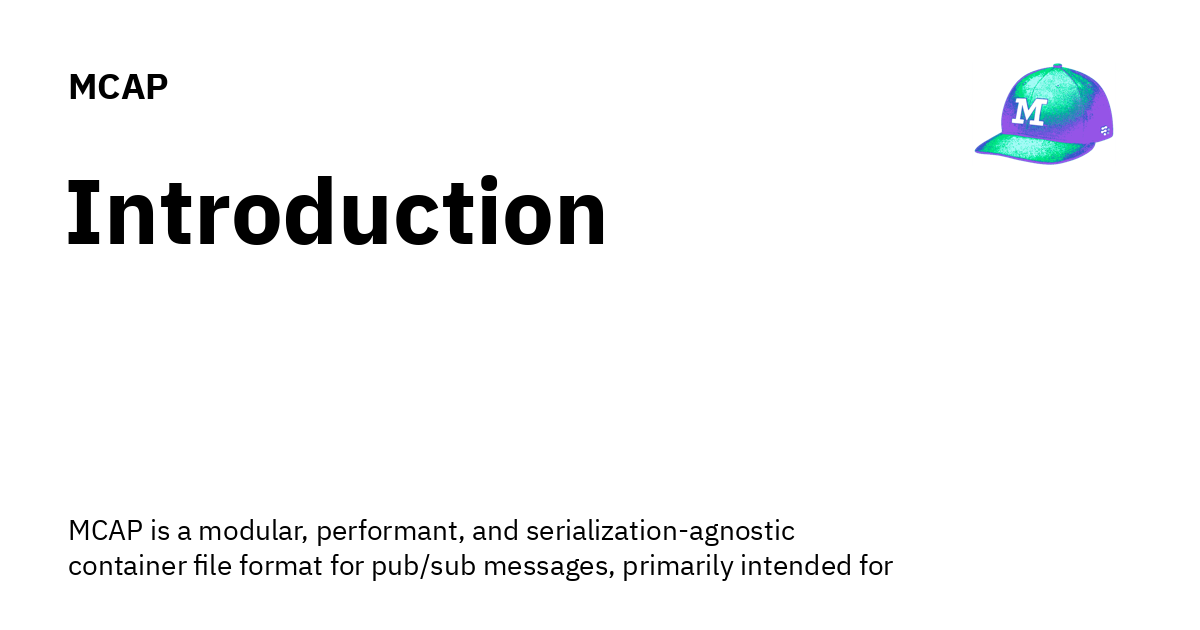 MCAP
M
Introduction
MCAP is a modular, performant, and serialization-agnostic
container file format for pub/sub messages, primarily intended for